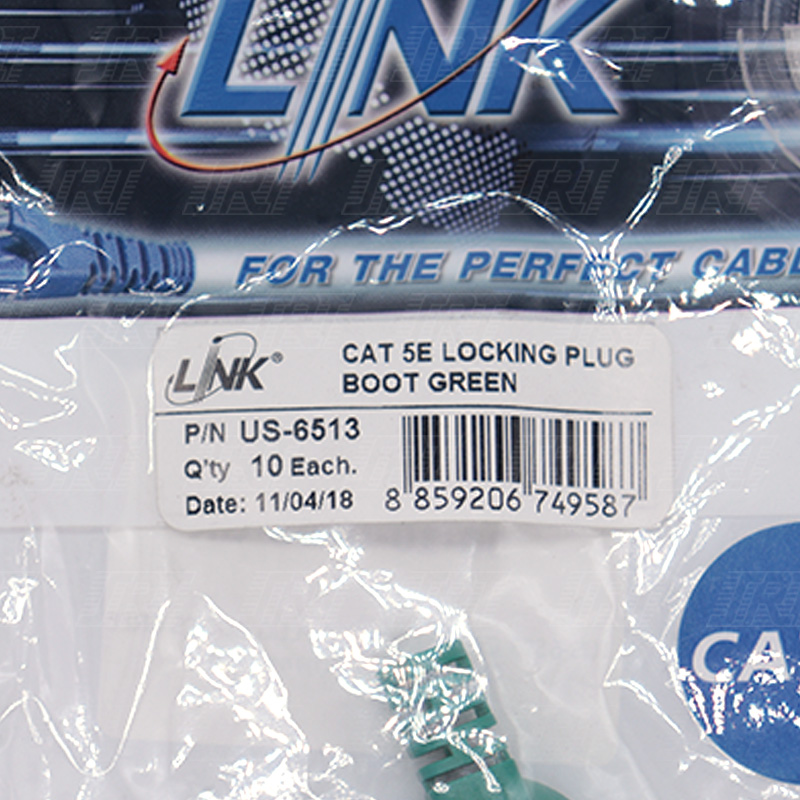 LINK
FOR THE PERFECT CABL
LINK®
CAT 5E LOCKING PLUG
BOOT GREEN
P/N US-6513
Q'ty 10 Each.
Date: 11/04/18
8 859206 749587
CA